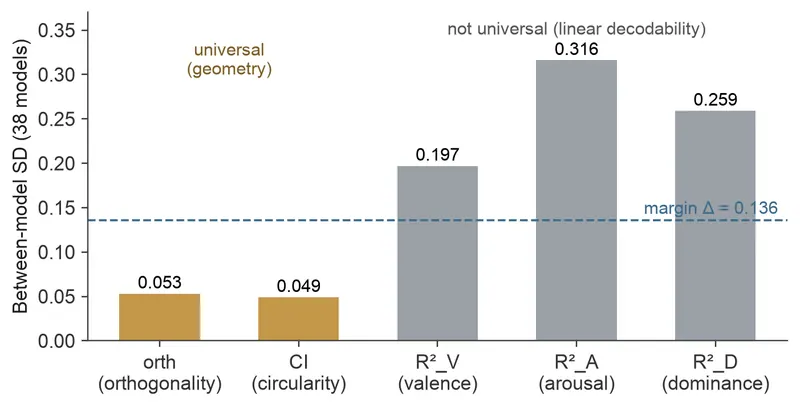 Between-model SD (38 models)
0.35
0.30
0.25
0.20
0.15
0.10
0.05
0.00
universal
(geometry)
not universal (linear decodability)
0.053
0.049
0.197
0.316
0.259
margin Δ = 0.136
orth
(orthogonality)
CI
(circularity)
R²_V
(valence)
R²_A
(arousal)
R²_D
(dominance)